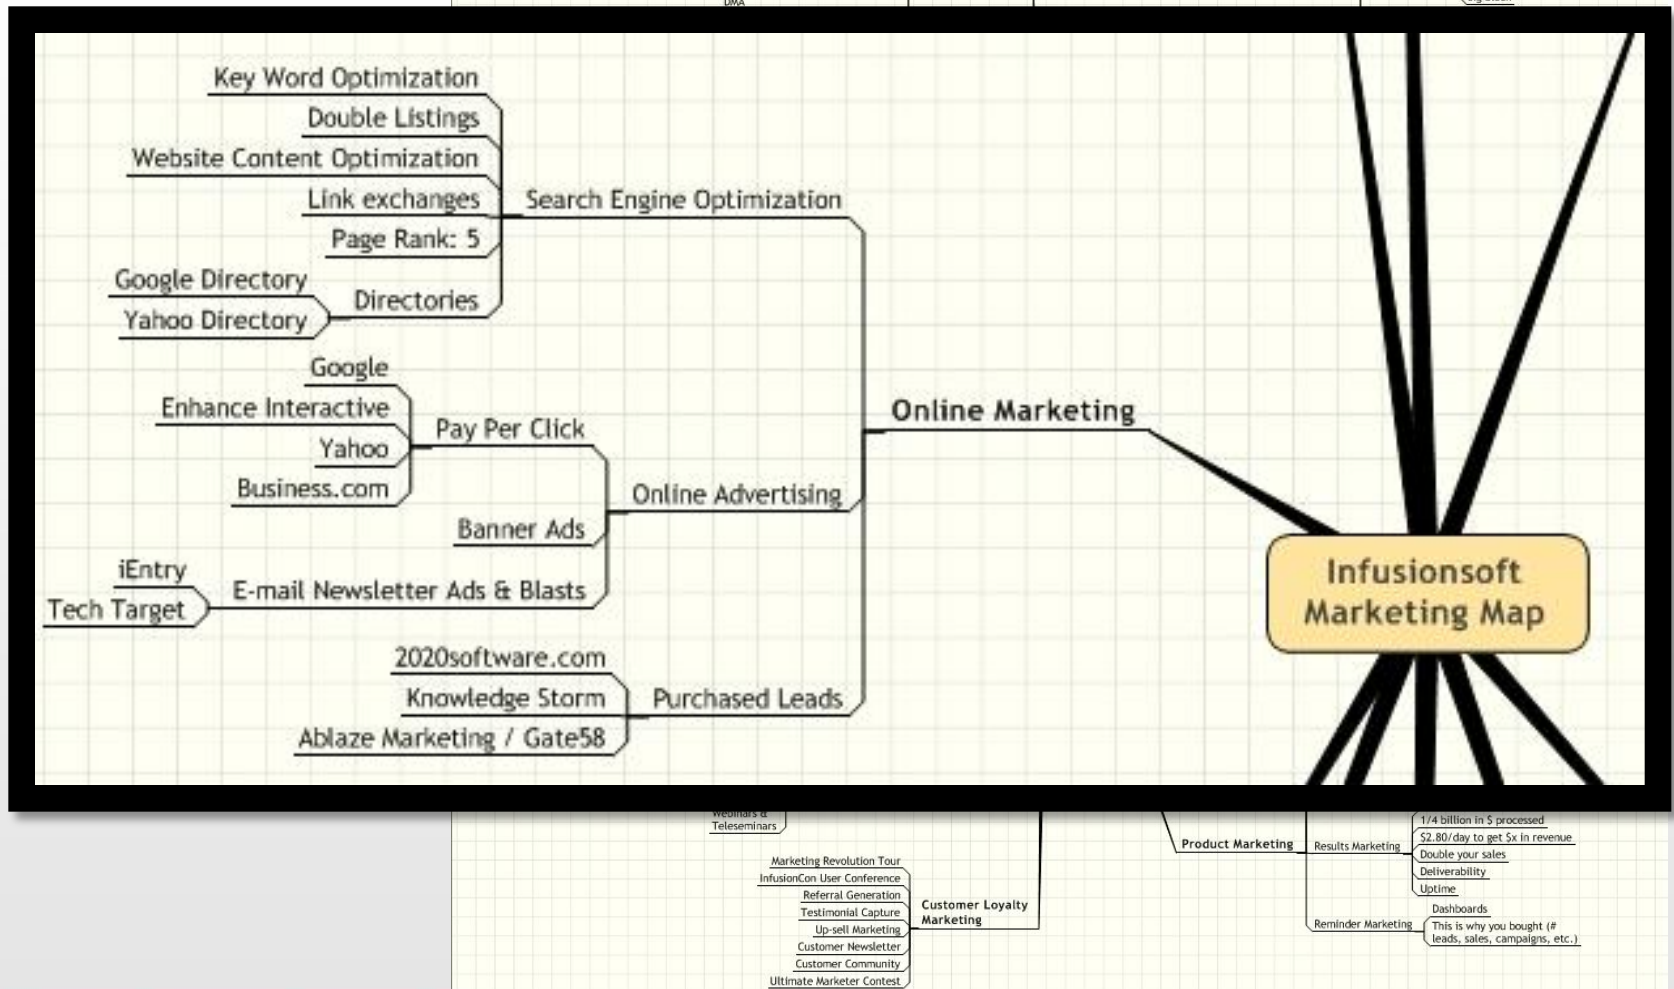 DMA
Key Word Optimization
Double Listings
Website Content Optimization
Link exchanges
Page Rank: 5
Search Engine Optimization
Google Directory
Yahoo Directory
Directories
Google
Enhance Interactive
Yahoo
Business.com
Pay Per Click
Banner Ads
Online Advertising
iEntry
Tech Target
E-mail Newsletter Ads & Blasts
2020software.com
Knowledge Storm
Ablaze Marketing / Gate58
Purchased Leads
Online Marketing
Infusionsoft
Marketing Map
Webinars &
Teleseminars
Marketing Revolution Tour
InfusionCon User Conference
Referral Generation
Testimonial Capture
Up-sell Marketing
Customer Newsletter
Customer Community
Ultimate Marketer Contest
Customer Loyalty
Marketing
Product Marketing
Results Marketing
1/4 billion in $ processed
$2.80/day to get $x in revenue
Double your sales
Deliverability
Uptime
Reminder Marketing
Dashboards
This is why you bought (#
leads, sales, campaigns, etc.)